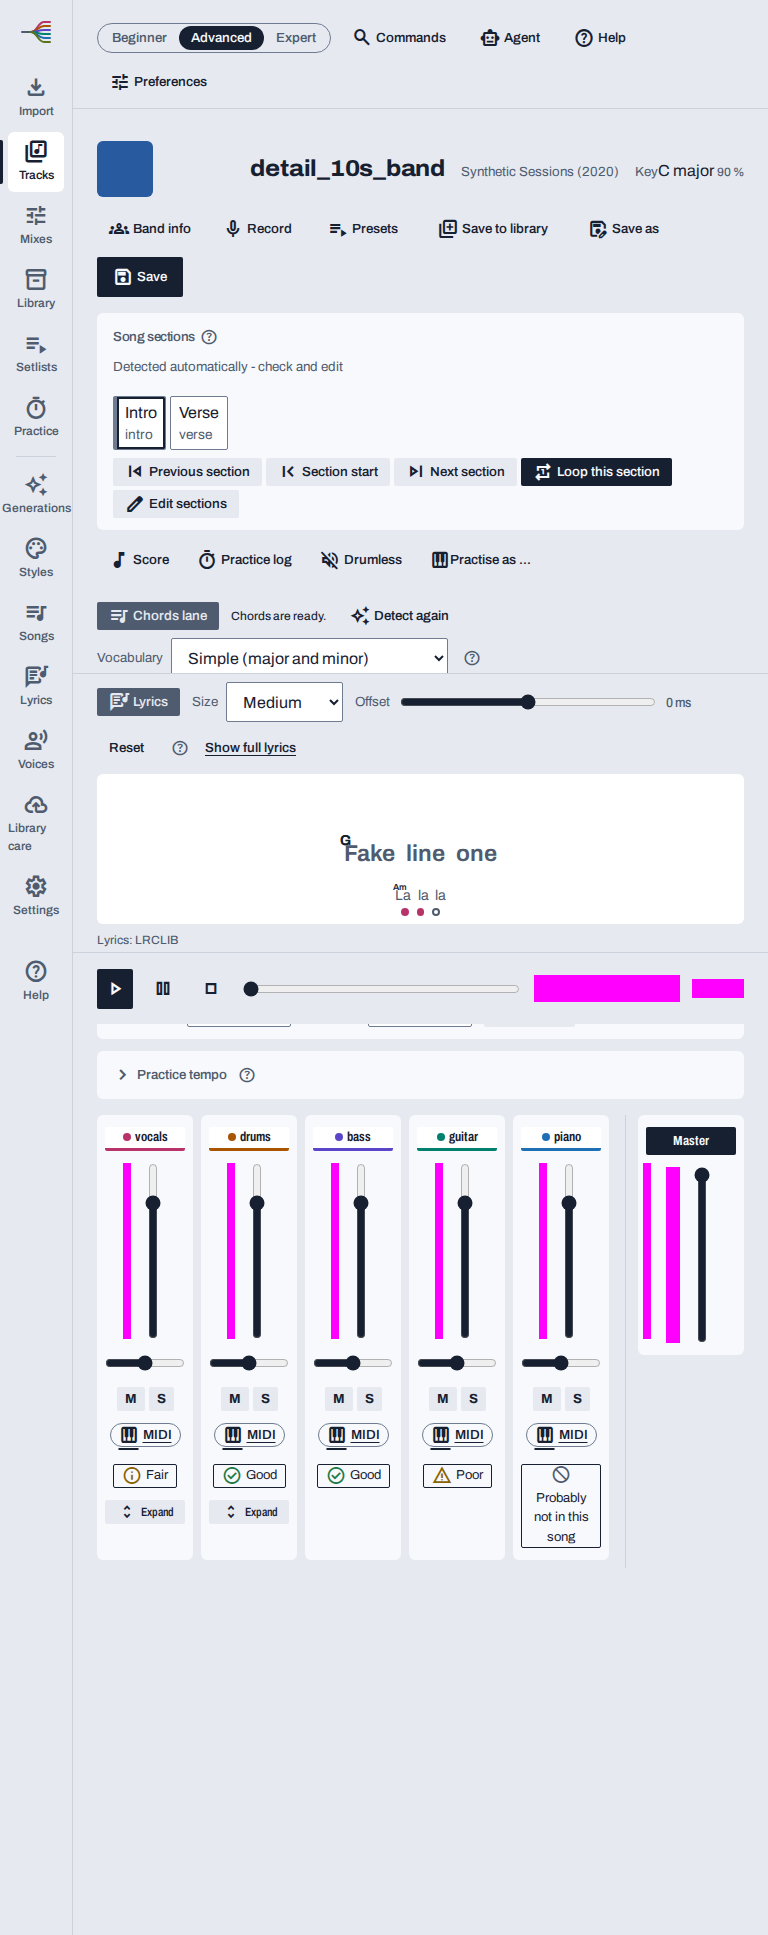 Beginner Advanced Expert Commands Agent Help
Preferences
Import
Tracks
Mixes
Library
Setlists
Practice
Generations
Styles
Songs
Lyrics
Voices
Library
care
Settings
Help
detail_10s_band Synthetic Sessions (2020) Key C major 90 %
Band info Record Presets Save to library Save as
Save
Song sections
Detected automatically - check and edit
Intro Verse
intro verse
Previous section Section start Next section Loop this section
Edit sections
Score Practice log Drumless Practise as ...
Chords lane Chords are ready. Detect again
Vocabulary Simple (major and minor)
Lyrics Size Medium Offset 0 ms
Reset Show full lyrics
G
Fake line one
Am
La la la
Lyrics: LRCLIB
Practice tempo
vocals drums bass guitar piano Master
M S M S M S M S M S
MIDI MIDI MIDI MIDI MIDI
Fair Good Good Poor
Probably
not in this
song
Expand Expand